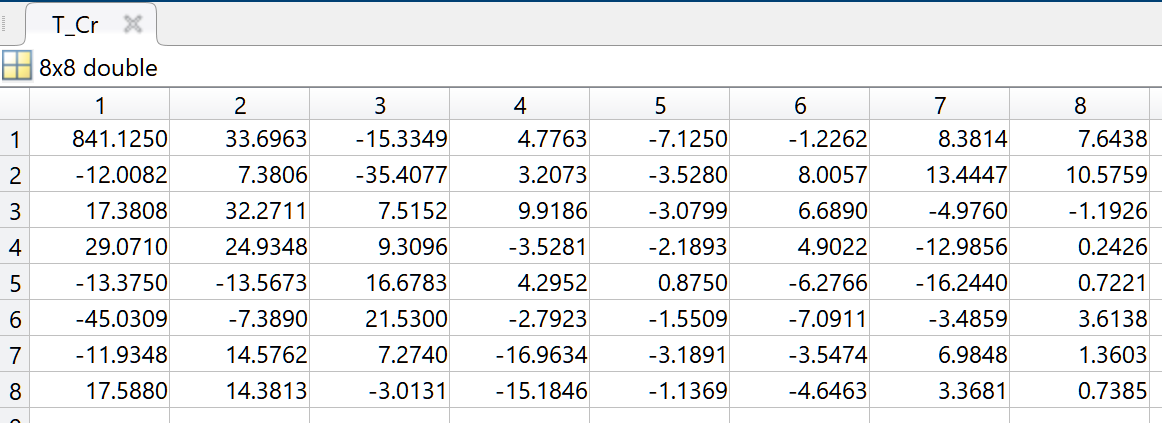 T_Cr
8x8 double
1 2 3 4 5 6 7 8
1 841.1250 33.6963 -15.3349 4.7763 -7.1250 -1.2262 8.3814 7.6438
2 -12.0082 7.3806 -35.4077 3.2073 -3.5280 8.0057 13.4447 10.5759
3 17.3808 32.2711 7.5152 9.9186 -3.0799 6.6890 -4.9760 -1.1926
4 29.0710 24.9348 9.3096 -3.5281 -2.1893 4.9022 -12.9856 0.2426
5 -13.3750 -13.5673 16.6783 4.2952 0.8750 -6.2766 -16.2440 0.7221
6 -45.0309 -7.3890 21.5300 -2.7923 -1.5509 -7.0911 -3.4859 3.6138
7 -11.9348 14.5762 7.2740 -16.9634 -3.1891 -3.5474 6.9848 1.3603
8 17.5880 14.3813 -3.0131 -15.1846 -1.1369 -4.6463 3.3681 0.7385